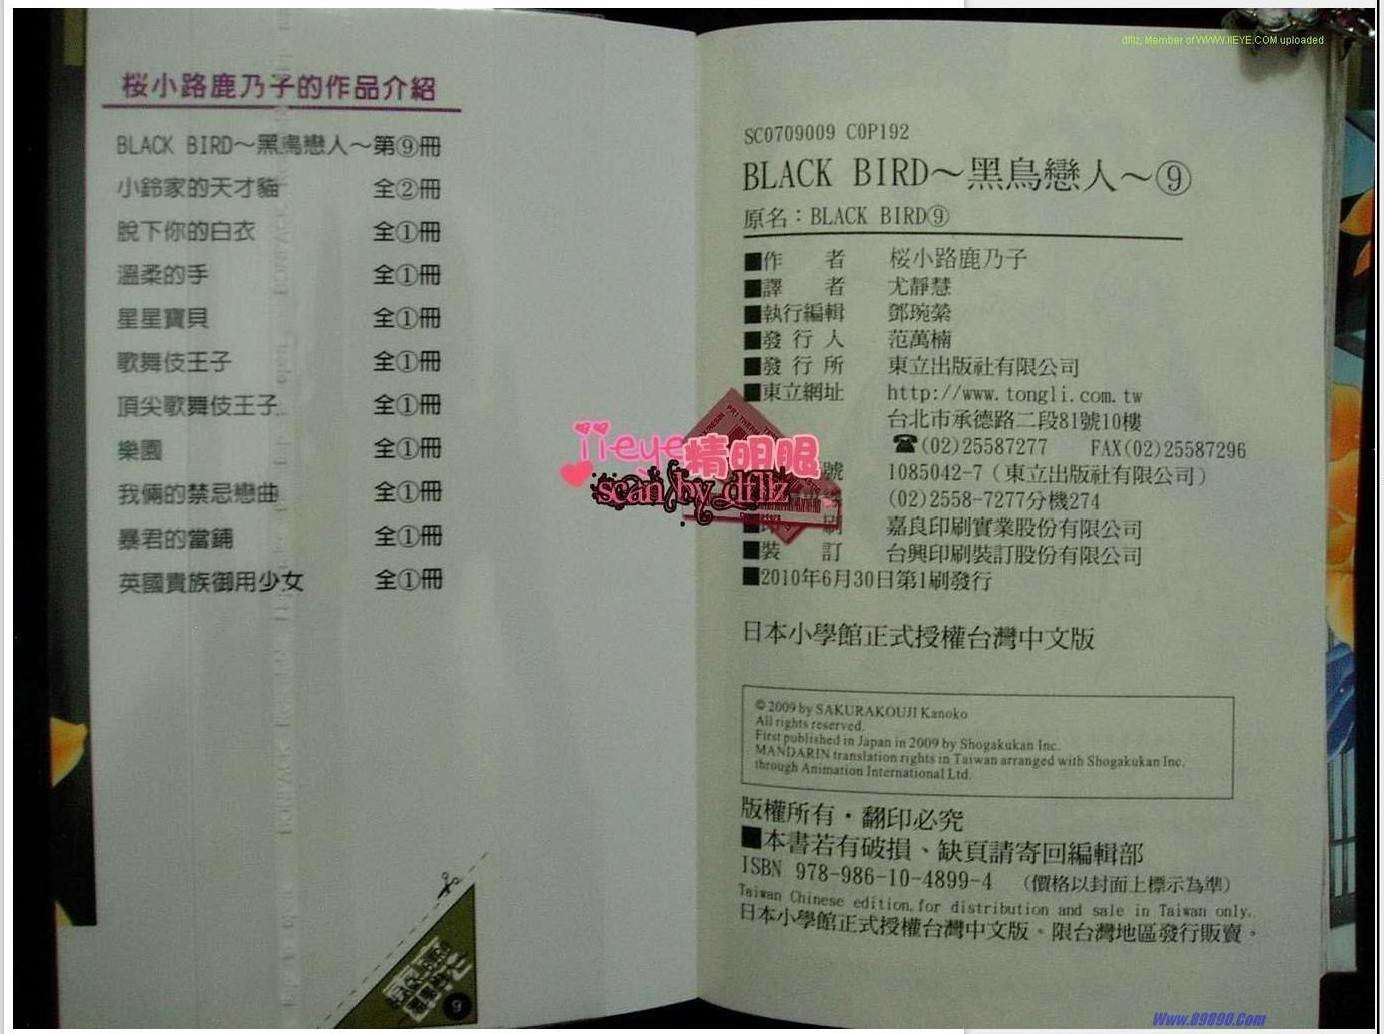 dfllz, Member of WWW.IIEYE.COM uploaded
桜小路鹿乃子的作品介紹
BLACK BIRD～黑鳥戀人～第⑨冊
小鈴家的天才貓 全②冊
脫下你的白衣 全①冊
溫柔的手 全①冊
星星寶貝 全①冊
歌舞伎王子 全①冊
頂尖歌舞伎王子 全①冊
樂園 全①冊
我倆的禁忌戀曲 全①冊
暴君的當鋪 全①冊
英國貴族御用少女 全①冊
SC0709009 C0P192
BLACK BIRD～黑鳥戀人～⑨
原名：BLACK BIRD⑨
■作 者 桜小路鹿乃子
■譯 者 尤靜慧
■執行編輯 鄧琬縈
■發 行 人 范萬楠
■發 行 所 東立出版社有限公司
■東立網址 http://www.tongli.com.tw
台北市承德路二段81號10樓
☎(02)25587277 FAX(02)25587296
號 1085042-7（東立出版社有限公司）
(02)2558-7277分機274
刷 嘉良印刷實業股份有限公司
■裝 訂 台興印刷裝訂股份有限公司
■2010年6月30日第1刷發行
iieye精明眼
scan by dfllz
日本小學館正式授權台灣中文版
© 2009 by SAKURAKOUJI Kanoko
All rights reserved.
First published in Japan in 2009 by Shogakukan Inc.
MANDARIN translation rights in Taiwan arranged with Shogakukan Inc.
through Animation International Ltd.
版權所有・翻印必究
■本書若有破損、缺頁請寄回編輯部
ISBN 978-986-10-4899-4 （價格以封面上標示為準）
Taiwan Chinese edition,for distribution and sale in Taiwan only.
日本小學館正式授權台灣中文版。限台灣地區發行販賣。
Www.89890.Com